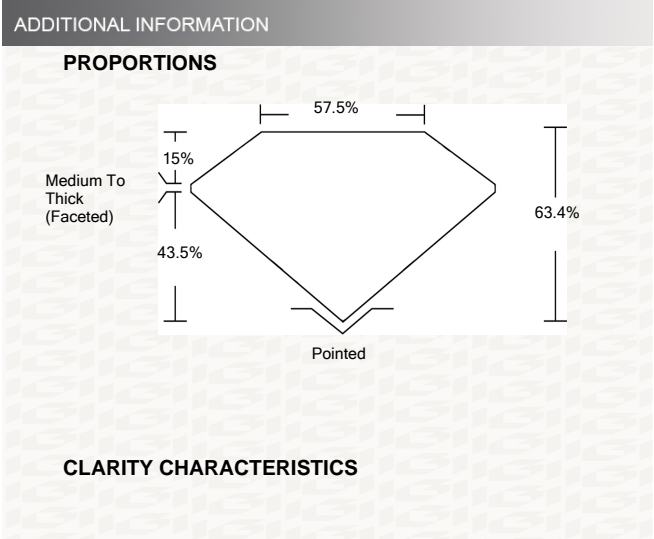 ADDITIONAL INFORMATION
PROPORTIONS
57.5%
15%
Medium To
Thick
(Faceted)
63.4%
43.5%
Pointed
CLARITY CHARACTERISTICS